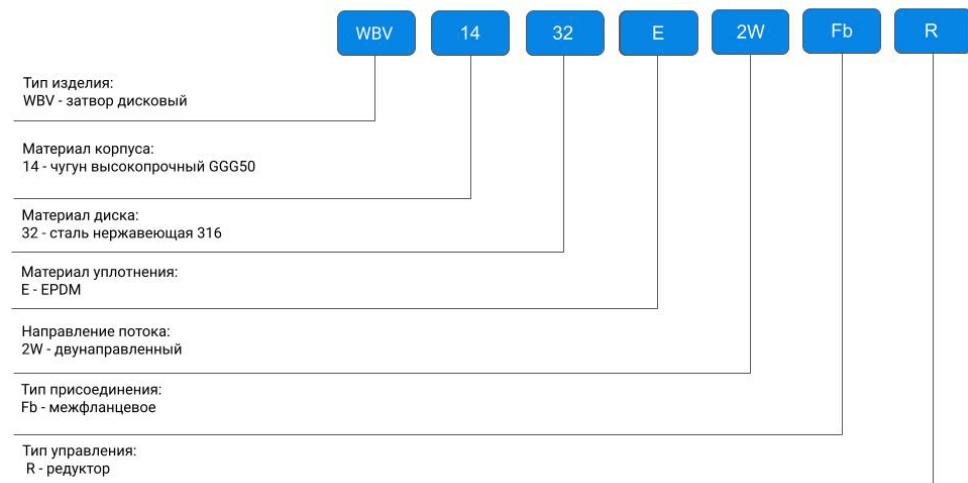 WBV 14 32 E 2W Fb R
Тип изделия:
WBV - затвор дисковый
Материал корпуса:
14 - чугун высокопрочный GGG50
Материал диска:
32 - сталь нержавеющая 316
Материал уплотнения:
E - EPDM
Направление потока:
2W - двунаправленный
Тип присоединения:
Fb - межфланцевое
Тип управления:
R - редуктор